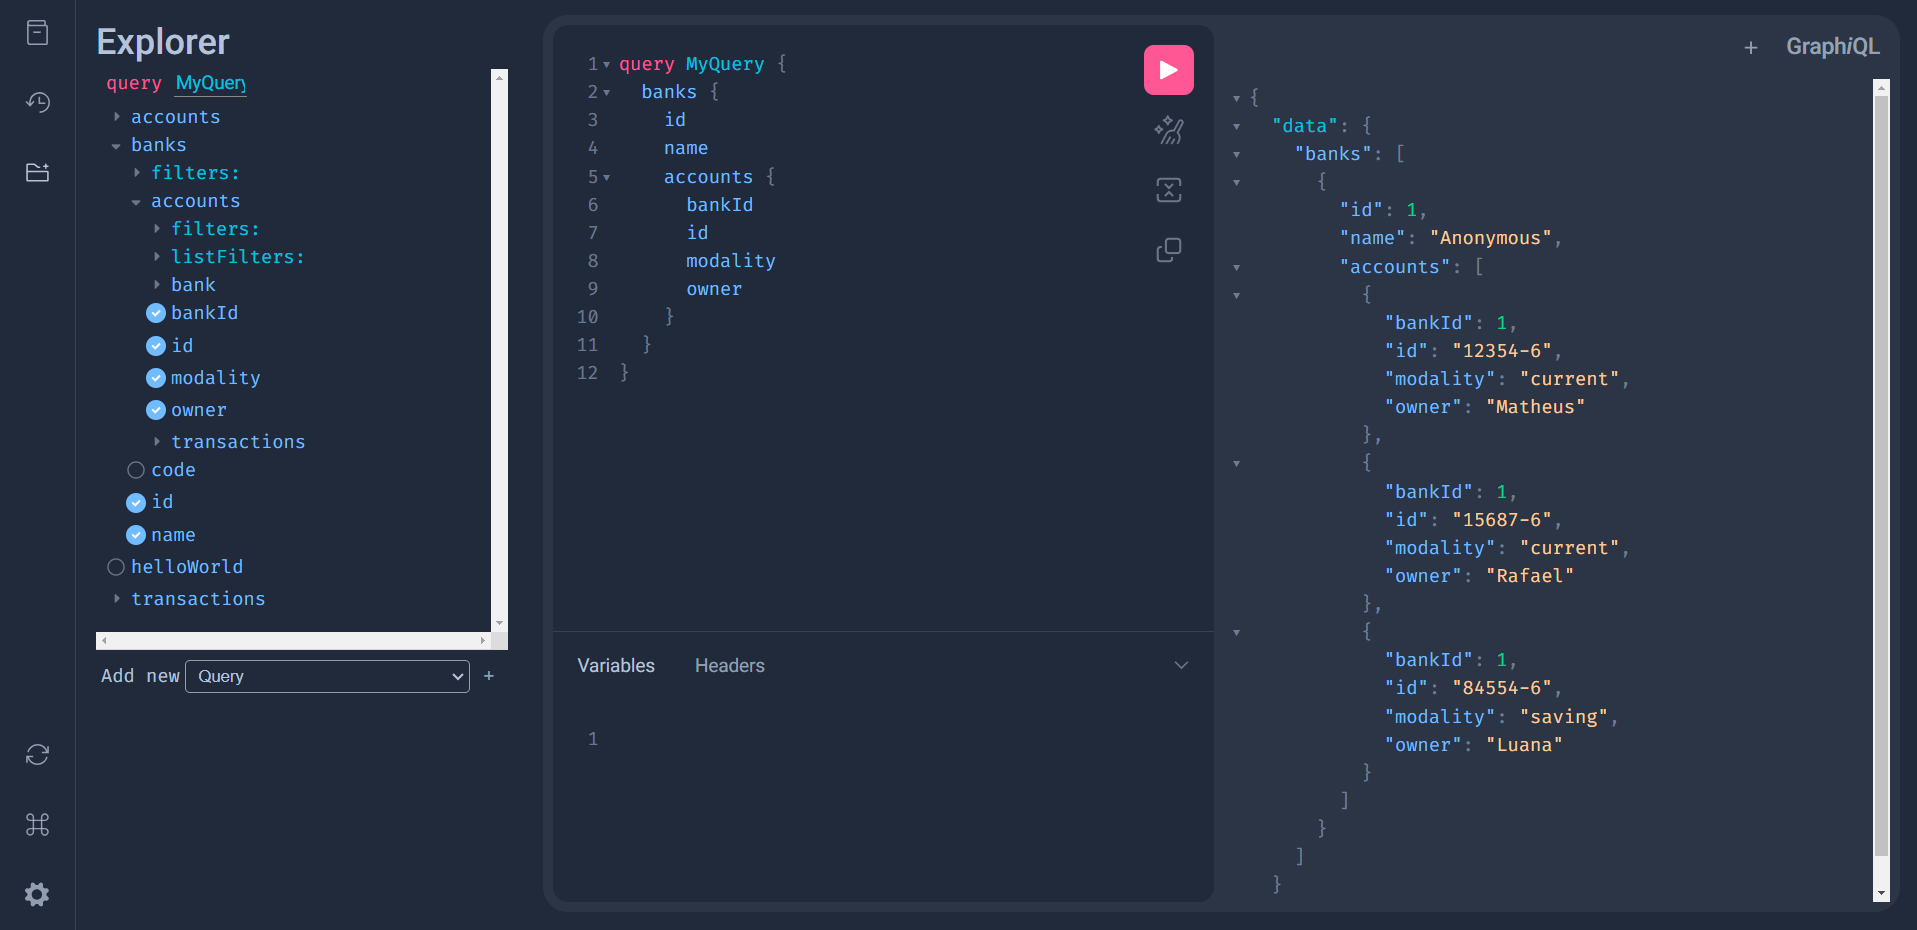 Explorer
query MyQuery
accounts
banks
filters:
accounts
filters:
listFilters:
bank
bankId
id
modality
owner
transactions
code
id
name
helloWorld
transactions
Add new Query +
1 query MyQuery {
2 banks {
3 id
4 name
5 accounts {
6 bankId
7 id
8 modality
9 owner
10 }
11 }
12 }
Variables Headers
1
+ GraphiQL
{
"data": {
"banks": [
{
"id": 1,
"name": "Anonymous",
"accounts": [
{
"bankId": 1,
"id": "12354-6",
"modality": "current",
"owner": "Matheus"
},
{
"bankId": 1,
"id": "15687-6",
"modality": "current",
"owner": "Rafael"
},
{
"bankId": 1,
"id": "84554-6",
"modality": "saving",
"owner": "Luana"
}
]
}
]
}